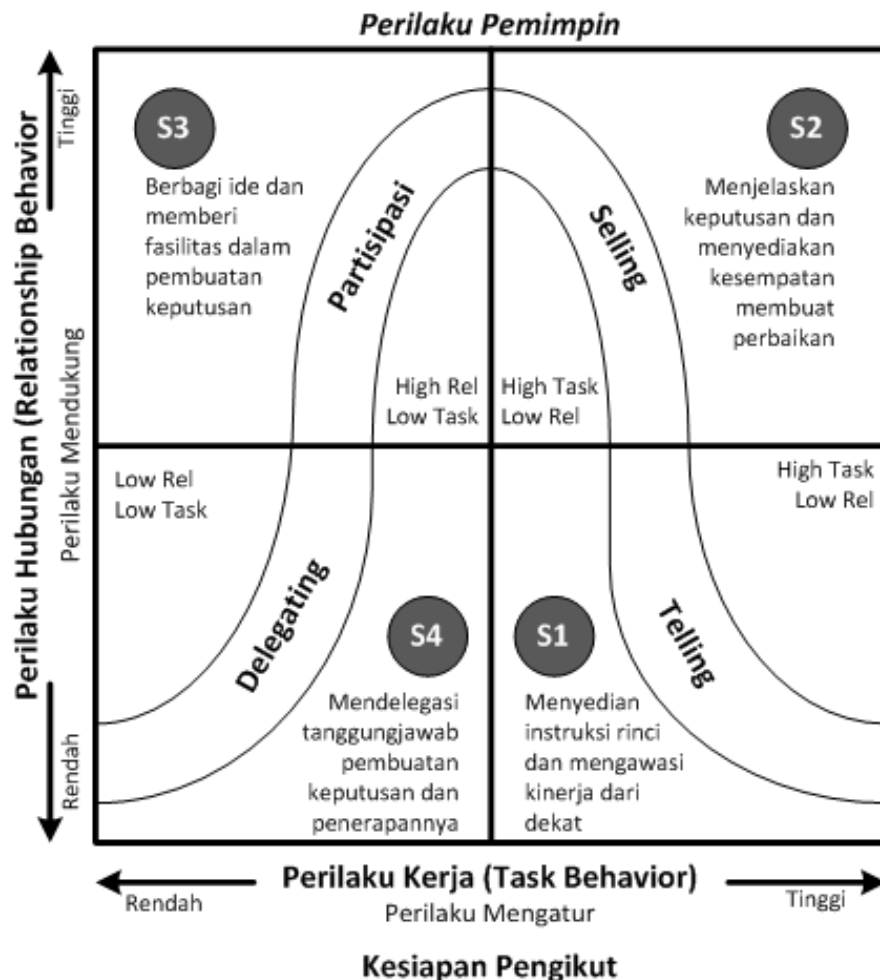 Perilaku Pemimpin
Perilaku Hubungan (Relationship Behavior)
Perilaku Mendukung
Tinggi
Rendah
S3
Berbagi ide dan
memberi
fasilitas dalam
pembuatan
keputusan
Partisipasi
High Rel
Low Task
S2
Menjelaskan
keputusan dan
menyediakan
kesempatan
membuat
perbaikan
Selling
High Task
Low Rel
Low Rel
Low Task
Delegating
S4
Mendelegasi
tanggungjawab
pembuatan
keputusan dan
penerapannya
High Task
Low Rel
S1
Telling
Menyedian
instruksi rinci
dan mengawasi
kinerja dari
dekat
Rendah
Perilaku Kerja (Task Behavior)
Tinggi
Perilaku Mengatur
Kesiapan Pengikut